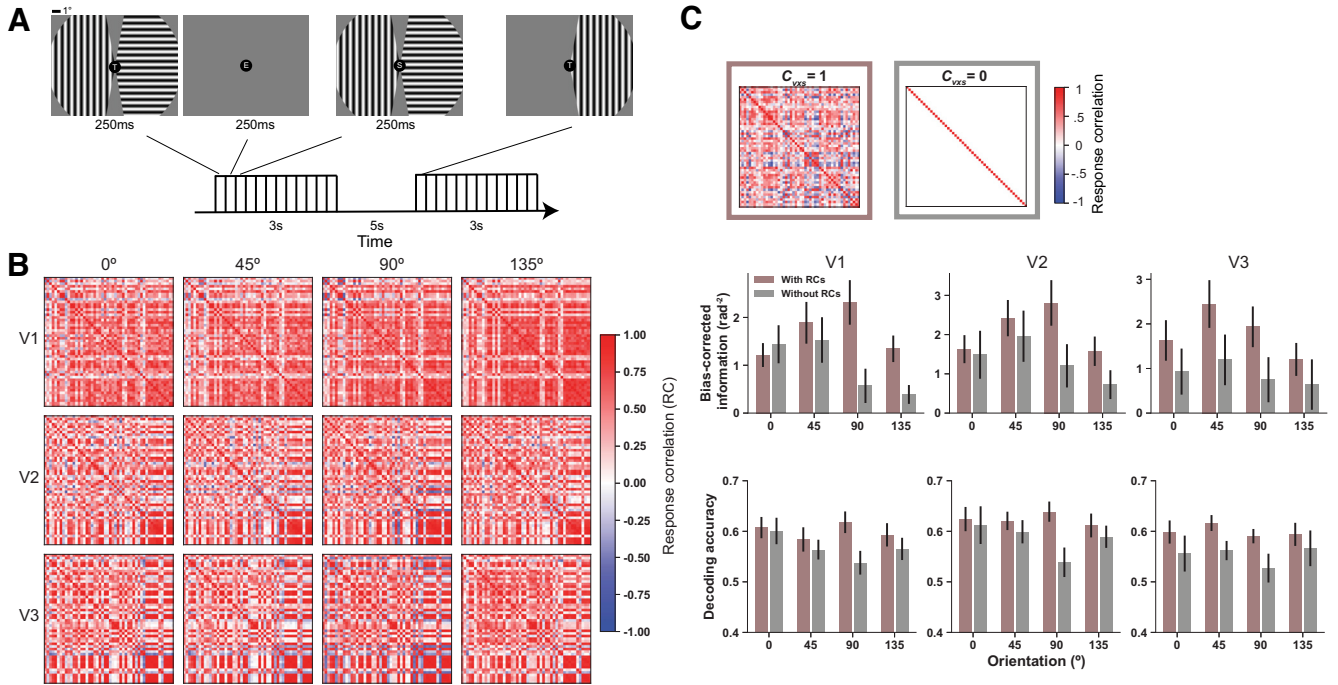 A
1°
T
E
S
T
250ms
250ms
250ms
3s
5s
3s
Time
B
0º
45º
90º
135º
V1
V2
V3
1.00
0.75
0.50
0.25
0.00
-0.25
-0.50
-0.75
-1.00
Response correlation (RC)
C
Cvxs = 1
Cvxs = 0
1
.5
0
-.5
-1
Response correlation
V1
V2
V3
With RCs
Without RCs
Bias-corrected
information (rad-2)
2
1
0
0
45
90
135
3
2
1
0
0
45
90
135
3
2
1
0
0
45
90
135
Decoding accuracy
0.7
0.6
0.5
0.4
0
45
90
135
0.7
0.6
0.5
0.4
0
45
90
135
0.7
0.6
0.5
0.4
0
45
90
135
Orientation (º)